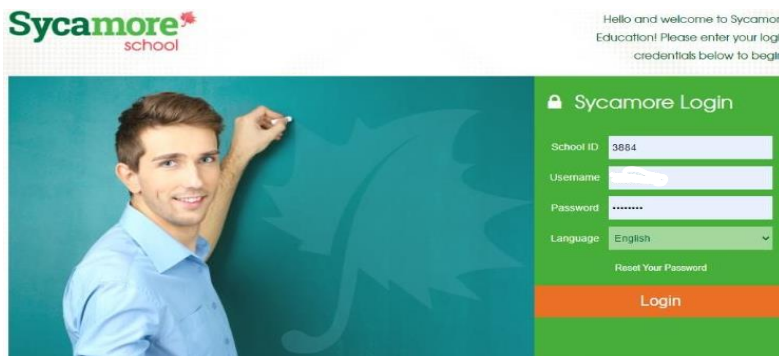 Sycamore
school
Hello and welcome to Sycamor
Education! Please enter your logi
credentials below to begin
Sycamore Login
School ID 3884
Username
Password ••••••••
Language English
Reset Your Password
Login